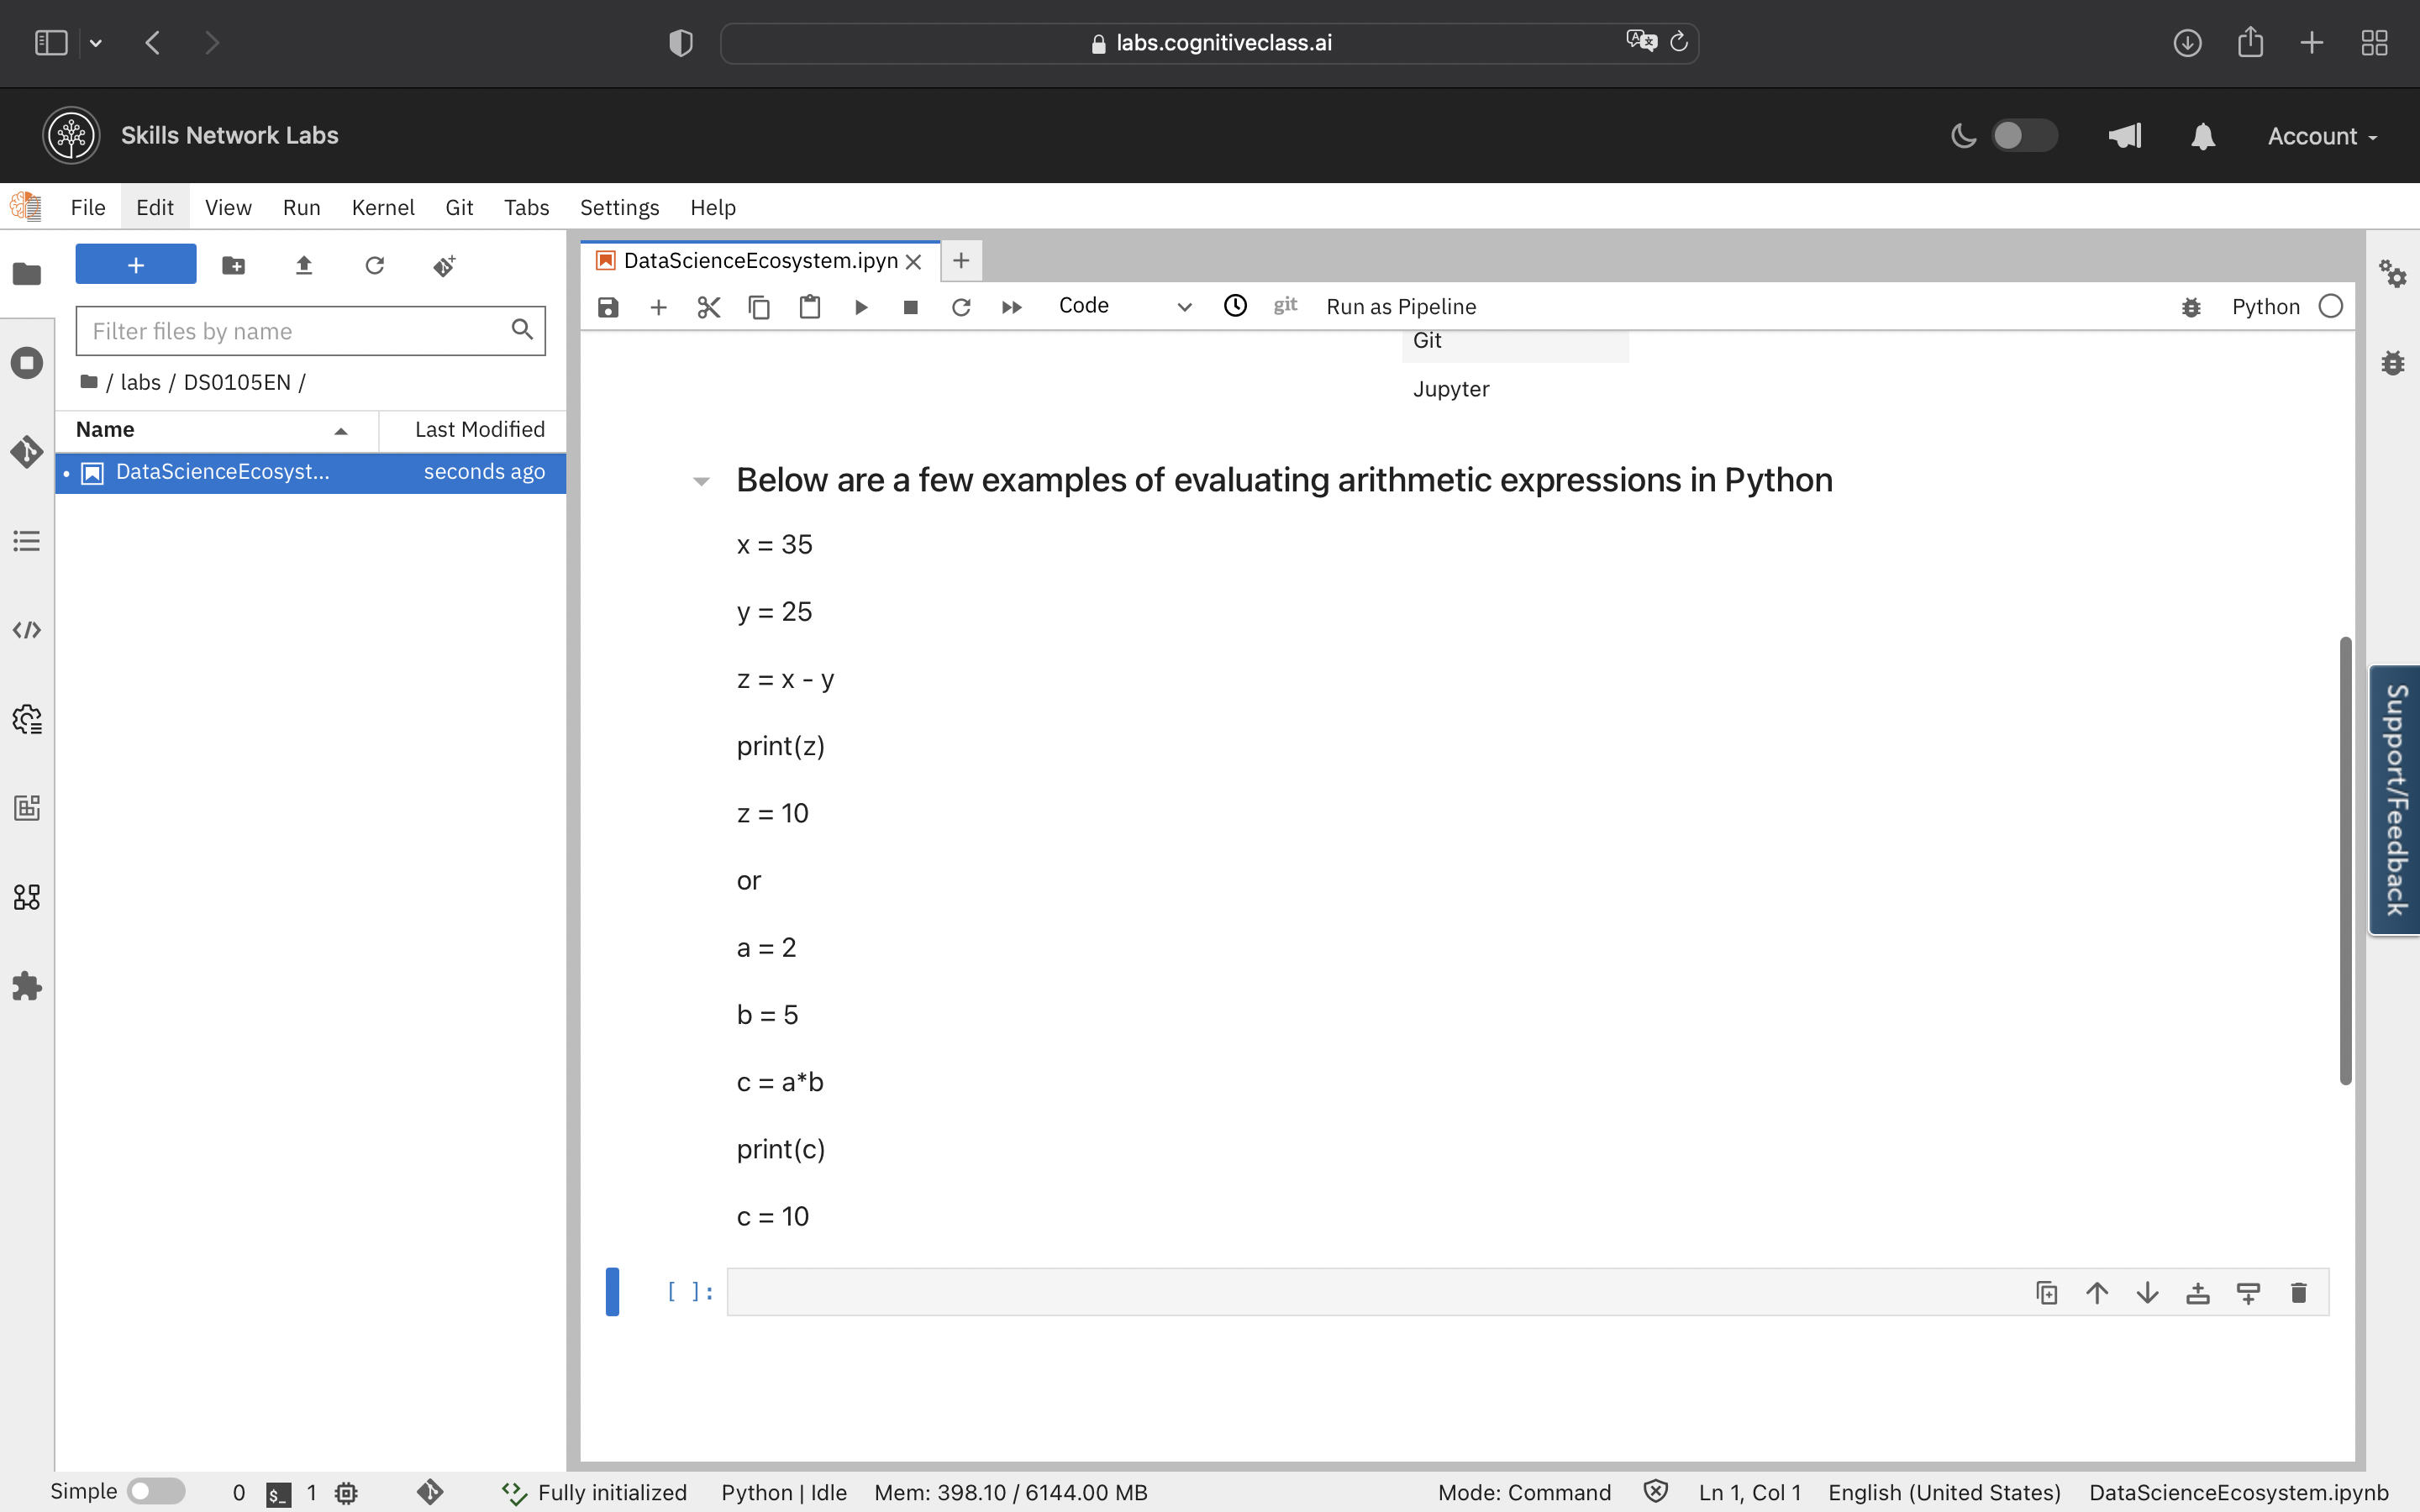 labs.cognitiveclass.ai
Skills Network Labs
Account
File Edit View Run Kernel Git Tabs Settings Help
Filter files by name
/ labs / DS0105EN /
Name Last Modified
DataScienceEcosyst... seconds ago
DataScienceEcosystem.ipyn
Code
git
Run as Pipeline
Python
Git
Jupyter
Below are a few examples of evaluating arithmetic expressions in Python
x = 35
y = 25
z = x - y
print(z)
z = 10
or
a = 2
b = 5
c = a*b
print(c)
c = 10
[ ]:
Support/Feedback
Simple 0 $_ 1 Fully initialized Python | Idle Mem: 398.10 / 6144.00 MB Mode: Command Ln 1, Col 1 English (United States) DataScienceEcosystem.ipynb